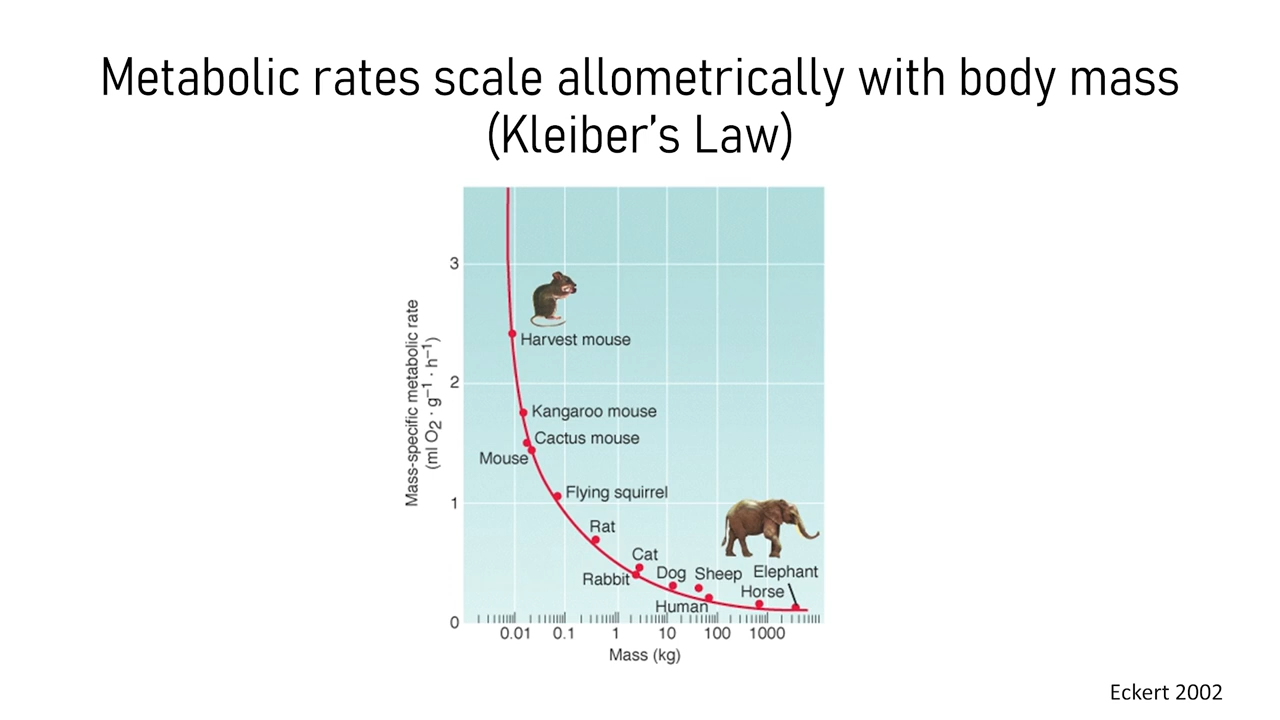 Metabolic rates scale allometrically with body mass
(Kleiber’s Law)
Mass-specific metabolic rate
(ml O₂ · g⁻¹ · h⁻¹)
3
2
1
0
Harvest mouse
Kangaroo mouse
Cactus mouse
Mouse
Flying squirrel
Rat
Cat
Rabbit
Dog
Sheep
Elephant
Horse
Human
0.01 0.1 1 10 100 1000
Mass (kg)
Eckert 2002